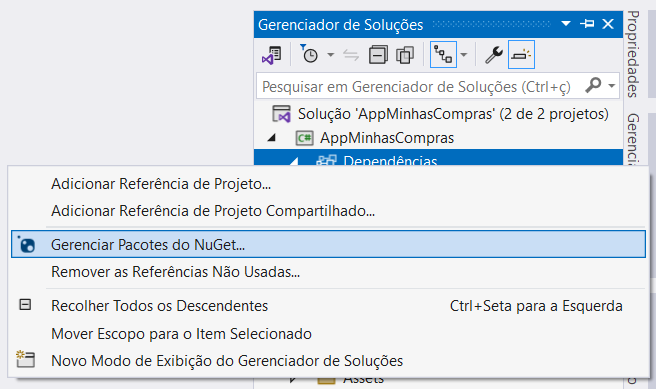 Gerenciador de Soluções
Pesquisar em Gerenciador de Soluções (Ctrl+ç)
Solução 'AppMinhasCompras' (2 de 2 projetos)
C#
AppMinhasCompras
Dependências
Adicionar Referência de Projeto...
Adicionar Referência de Projeto Compartilhado...
Gerenciar Pacotes do NuGet...
Remover as Referências Não Usadas...
Recolher Todos os Descendentes Ctrl+Seta para a Esquerda
Mover Escopo para o Item Selecionado
Novo Modo de Exibição do Gerenciador de Soluções
Assets
Propriedades